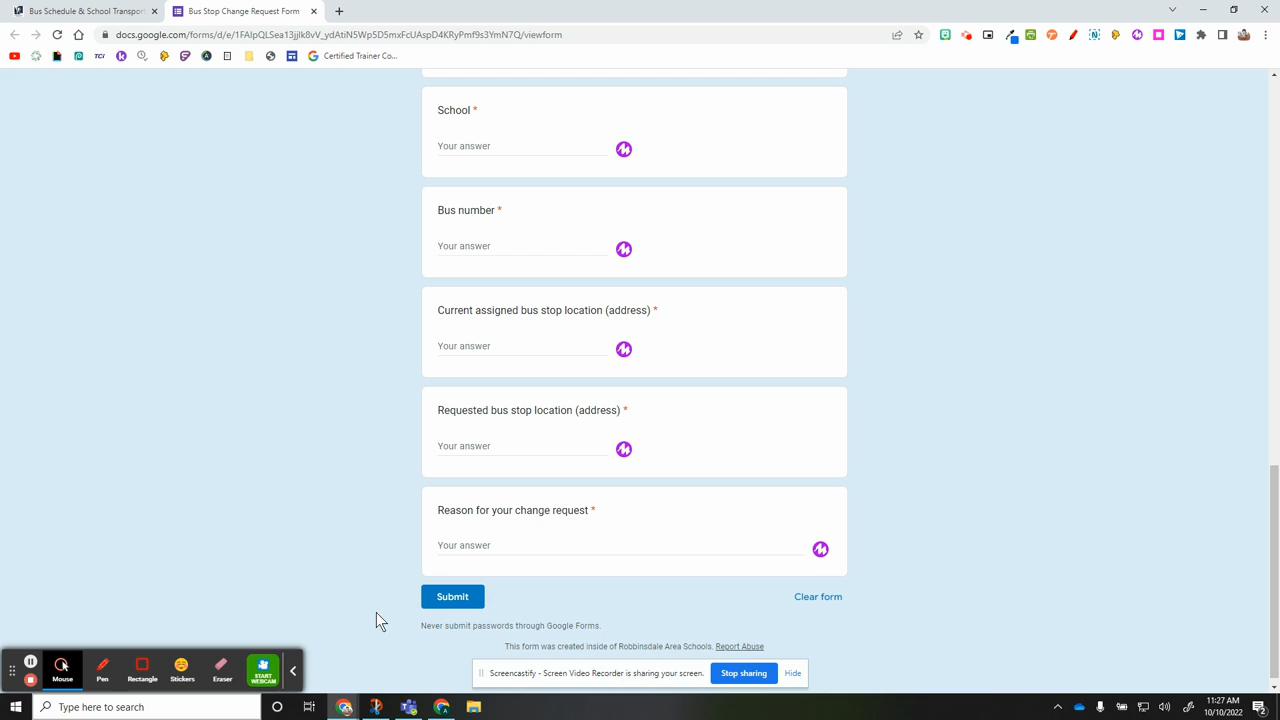 Bus Schedule & School Transport
Bus Stop Change Request Form
docs.google.com/forms/d/e/1FAIpQLSea13jjlk8vV_ydAtiN5Wp5D5mxFcUAspD4KRyPmf9s3YmN7Q/viewform
TCI
Certified Trainer Co...
School *
Your answer
Bus number *
Your answer
Current assigned bus stop location (address) *
Your answer
Requested bus stop location (address) *
Your answer
Reason for your change request *
Your answer
Submit
Clear form
Never submit passwords through Google Forms.
This form was created inside of Robbinsdale Area Schools. Report Abuse
Mouse
Pen
Rectangle
Stickers
Eraser
START WEBCAM
Screencastify - Screen Video Recorder is sharing your screen.
Stop sharing
Hide
Type here to search
11:27 AM
10/10/2022
2